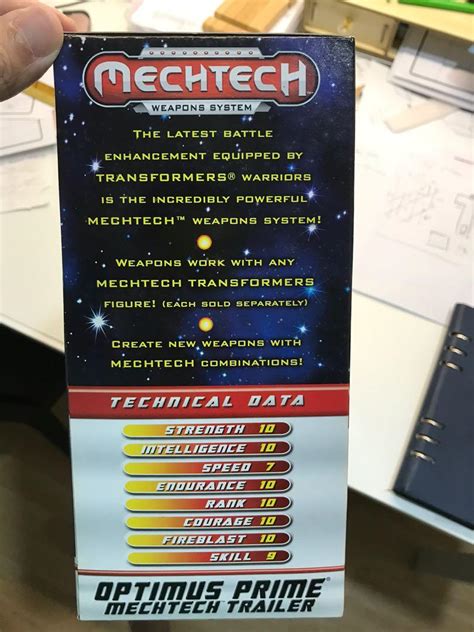 MECHTECH™
WEAPONS SYSTEM
THE LATEST BATTLE
ENHANCEMENT EQUIPPED BY
TRANSFORMERS® WARRIORS
IS THE INCREDIBLY POWERFUL
MECHTECH™ WEAPONS SYSTEM!
WEAPONS WORK WITH ANY
MECHTECH TRANSFORMERS
FIGURE! (EACH SOLD SEPARATELY)
CREATE NEW WEAPONS WITH
MECHTECH COMBINATIONS!
TECHNICAL DATA
STRENGTH 10
INTELLIGENCE 10
SPEED 7
ENDURANCE 10
RANK 10
COURAGE 10
FIREBLAST 10
SKILL 9
OPTIMUS PRIME®
MECHTECH TRAILER